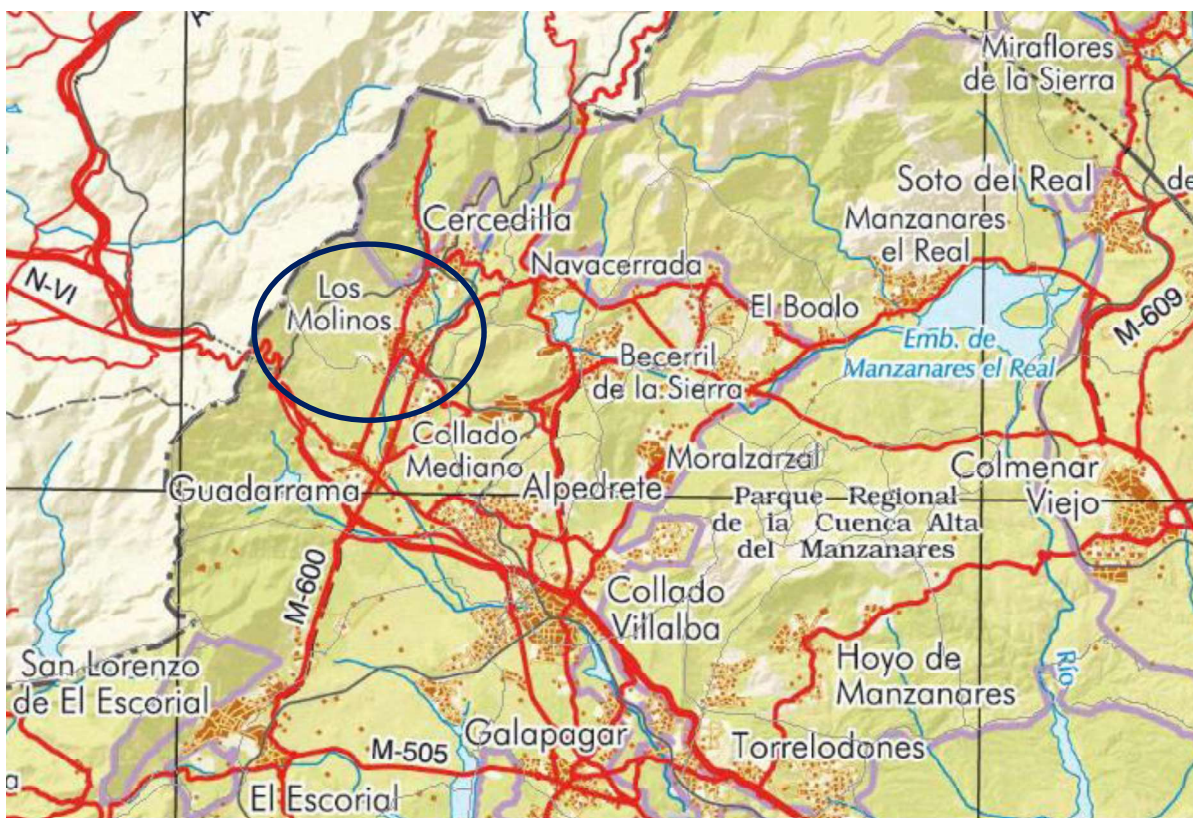 Miraflores
de la Sierra
Soto del Real
de
Cercedilla
Manzanares
el Real
Navacerrada
Los
Molinos
N-VI
El Boalo
M-609
Emb. de
Manzanares el Real
Becerril
de la Sierra
Collado
Mediano
Moralzarzal
Colmenar
Viejo
Guadarrama
Alpedrete
Parque Regional
de la Cuenca Alta
del Manzanares
M-600
Collado
Villalba
San Lorenzo
de El Escorial
Hoyo de
Manzanares
Río
Galapagar
Torrelodones
M-505
a
El Escorial